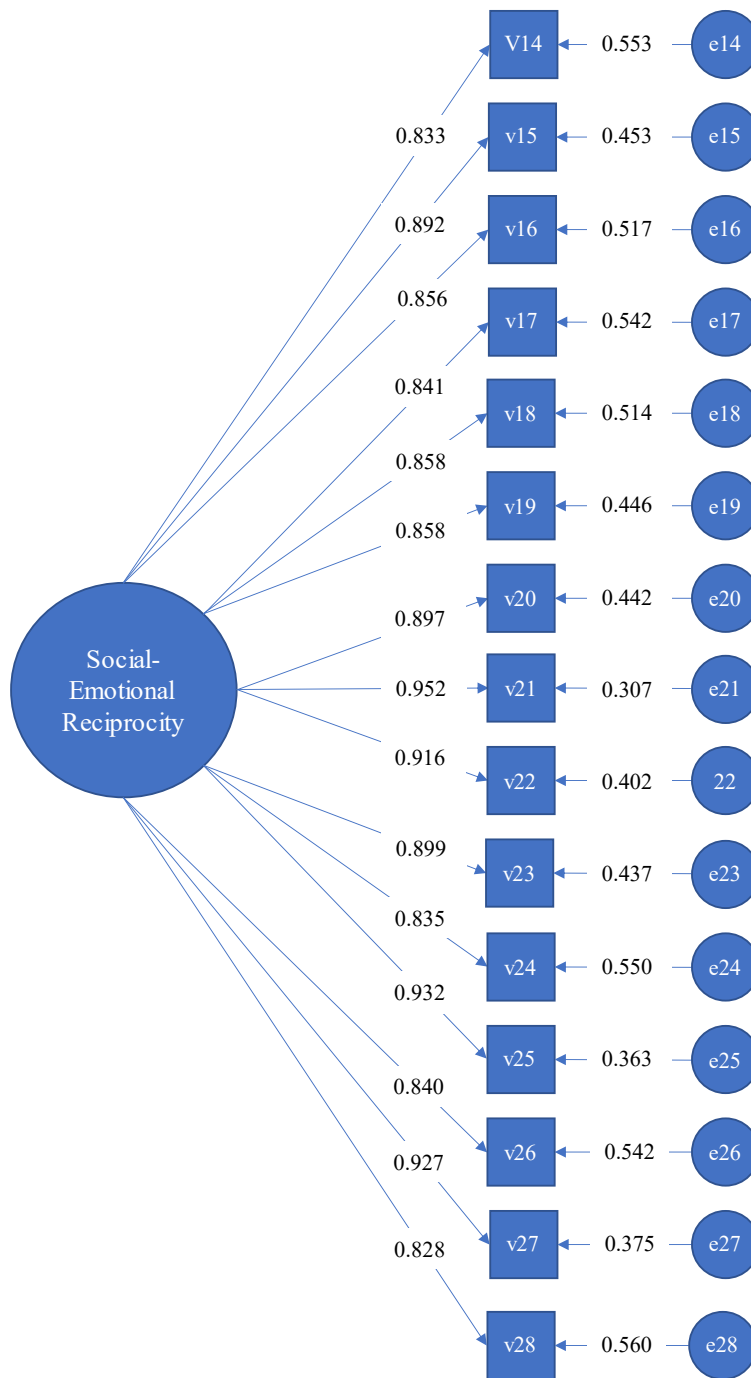 V14 0.553 e14
0.833 v15 0.453 e15
0.892 v16 0.517 e16
0.856 v17 0.542 e17
0.841 v18 0.514 e18
0.858
0.858 v19 0.446 e19
0.897 v20 0.442 e20
Social-
Emotional
Reciprocity
0.952 v21 0.307 e21
0.916 v22 0.402 22
0.899 v23 0.437 e23
0.835 v24 0.550 e24
0.932 v25 0.363 e25
0.840 v26 0.542 e26
0.927 v27 0.375 e27
0.828 v28 0.560 e28